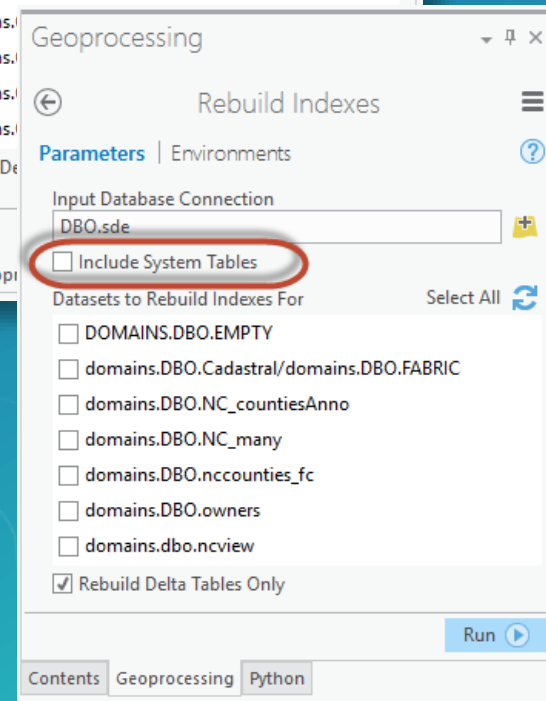 Geoprocessing
Rebuild Indexes
Parameters | Environments
Input Database Connection
DBO.sde
Include System Tables
Datasets to Rebuild Indexes For Select All
DOMAINS.DBO.EMPTY
domains.DBO.Cadastral/domains.DBO.FABRIC
domains.DBO.NC_countiesAnno
domains.DBO.NC_many
domains.DBO.nccounties_fc
domains.DBO.owners
domains.dbo.ncview
Rebuild Delta Tables Only
Run
Contents Geoprocessing Python